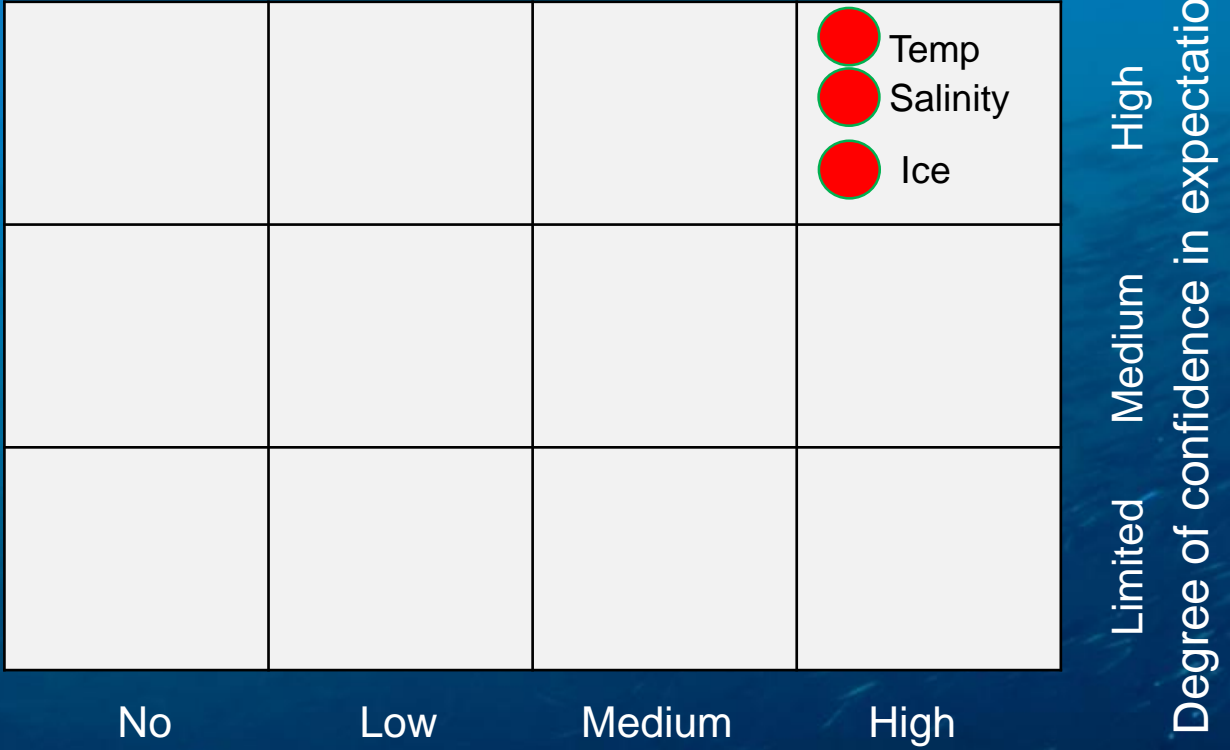 Temp
Salinity
Ice
High
Medium
Limited
Degree of confidence in expectatio
No
Low
Medium
High